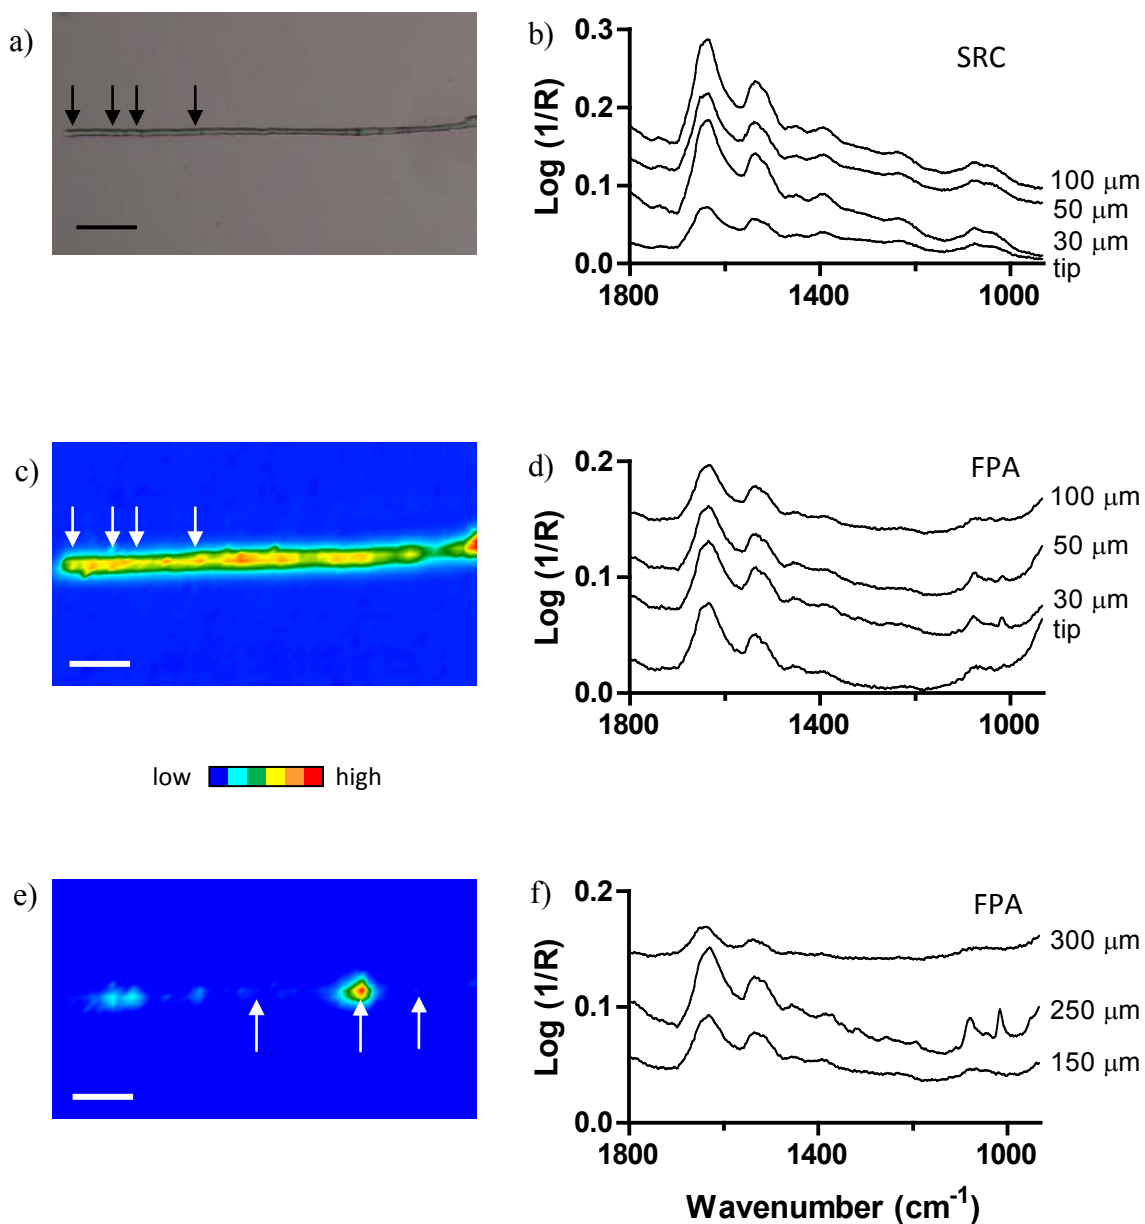 a)
b)
SRC
0.3
0.2
0.1
0.0
Log (1/R)
100 μm
50 μm
30 μm
tip
1800
1400
1000
c)
d)
FPA
0.2
0.1
0.0
Log (1/R)
100 μm
50 μm
30 μm
tip
1800
1400
1000
low
high
e)
f)
FPA
0.2
0.1
0.0
Log (1/R)
300 μm
250 μm
150 μm
1800
1400
1000
Wavenumber (cm⁻¹)